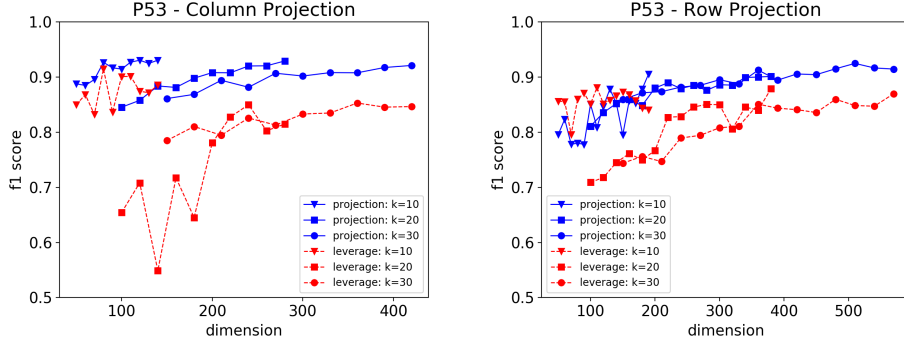 P53 - Column Projection
1.0
0.9
0.8
0.7
0.6
0.5
f1 score
100
200
300
400
dimension
projection: k=10
projection: k=20
projection: k=30
leverage: k=10
leverage: k=20
leverage: k=30
P53 - Row Projection
1.0
0.9
0.8
0.7
0.6
0.5
f1 score
100
200
300
400
500
dimension
projection: k=10
projection: k=20
projection: k=30
leverage: k=10
leverage: k=20
leverage: k=30